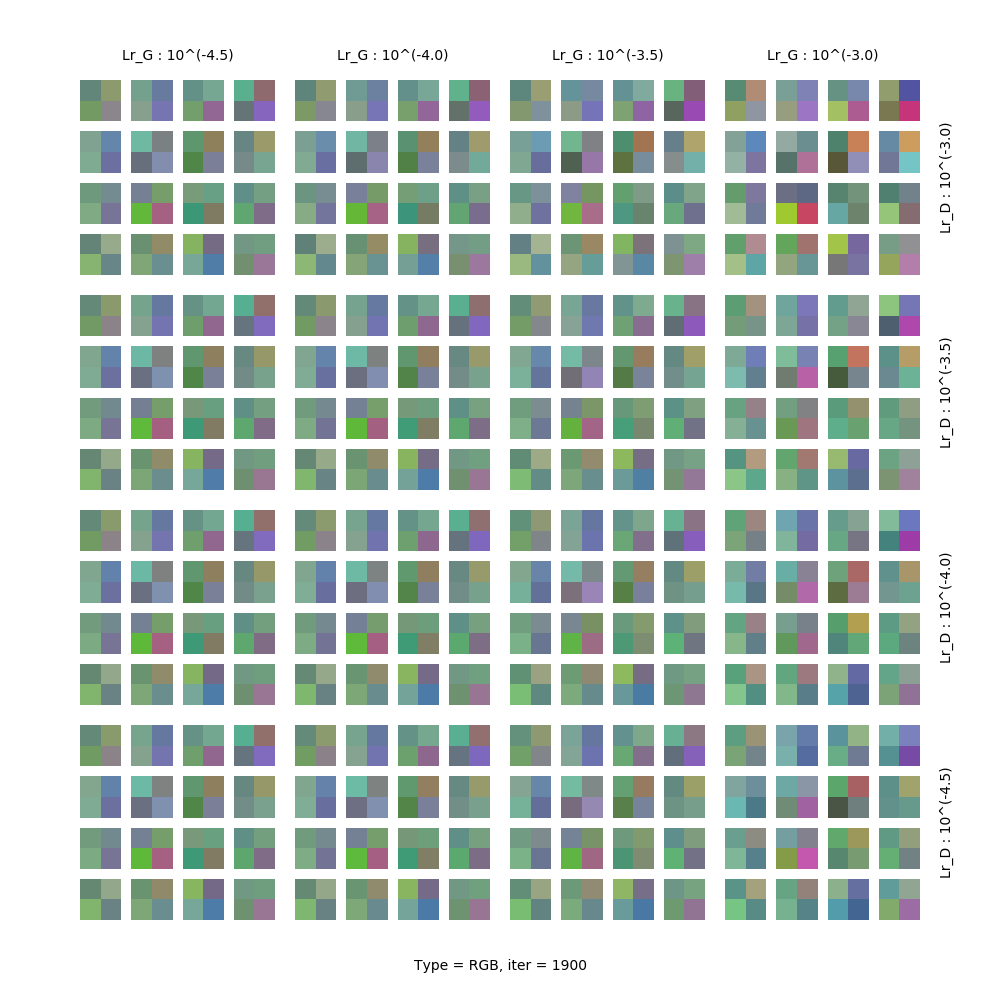 Lr_G : 10^(-4.5)
Lr_G : 10^(-4.0)
Lr_G : 10^(-3.5)
Lr_G : 10^(-3.0)
Lr_D : 10^(-3.0)
Lr_D : 10^(-3.5)
Lr_D : 10^(-4.0)
Lr_D : 10^(-4.5)
Type = RGB, iter = 1900